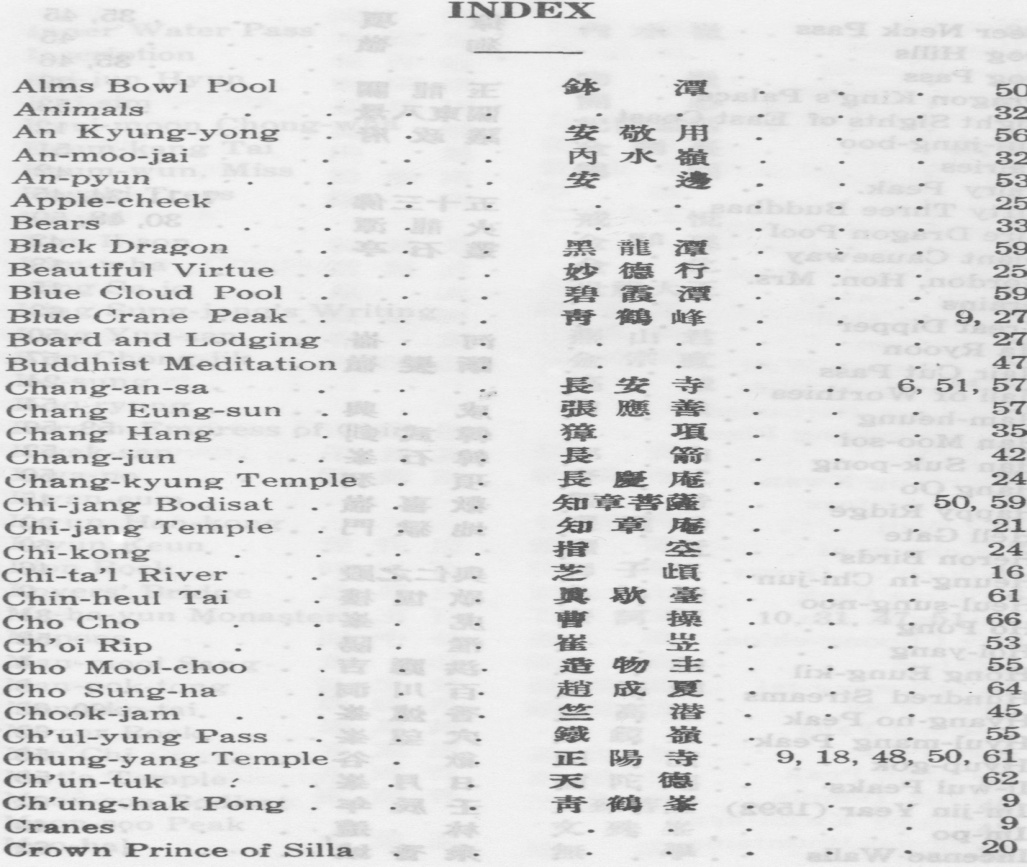 INDEX
Alms Bowl Pool . . 鉢潭 . . 50
Animals . . . . . . 32
An Kyung-yong . . 安敬用 . . 56
An-moo-jai . . . 内水嶺 . . 32
An-pyun . . . 安邊 . . 53
Apple-cheek . . . . . 25
Bears . . . . . . 33
Black Dragon . . . 黑龍潭 . . 59
Beautiful Virtue . . 妙德行 . . 25
Blue Cloud Pool . . 碧霞潭 . . 59
Blue Crane Peak . . 靑鶴峰 . 9, 27
Board and Lodging . . . . . 27
Buddhist Meditation . . . . . 47
Chang-an-sa . . . 長安寺 . 6, 51, 57
Chang Eung-sun . . 張應善 . . 57
Chang Hang . . . 獐項 . . 35
Chang-jun . . . 長箭 . . 42
Chang-kyung Temple . . 長慶庵 . . 24
Chi-jang Bodisat . . 知章菩薩 . 50, 59
Chi-jang Temple . . 知章庵 . . 21
Chi-kong . . . 指空 . . 24
Chi-ta'l River . . 芝 . . 16
Chin-heul Tai . . 眞歇臺 . . 61
Cho Cho . . . 曹操 . . 66
Ch'oi Rip . . . 崔岦 . . 53
Cho Mool-choo . . 造物主 . . 55
Cho Sung-ha . . . 趙成夏 . . 64
Chook-jam . . . 竺潜 . . 45
Ch'ul-yung Pass . . 鐵嶺 . . 55
Chung-yang Temple . . 正陽寺 9, 18, 48, 50, 61
Ch'un-tuk . . . 天德 . . 62
Ch'ung-hak Pong . . 靑鶴峯 . . 9
Cranes . . . . . . 9
Crown Prince of Silla . . . . . 20